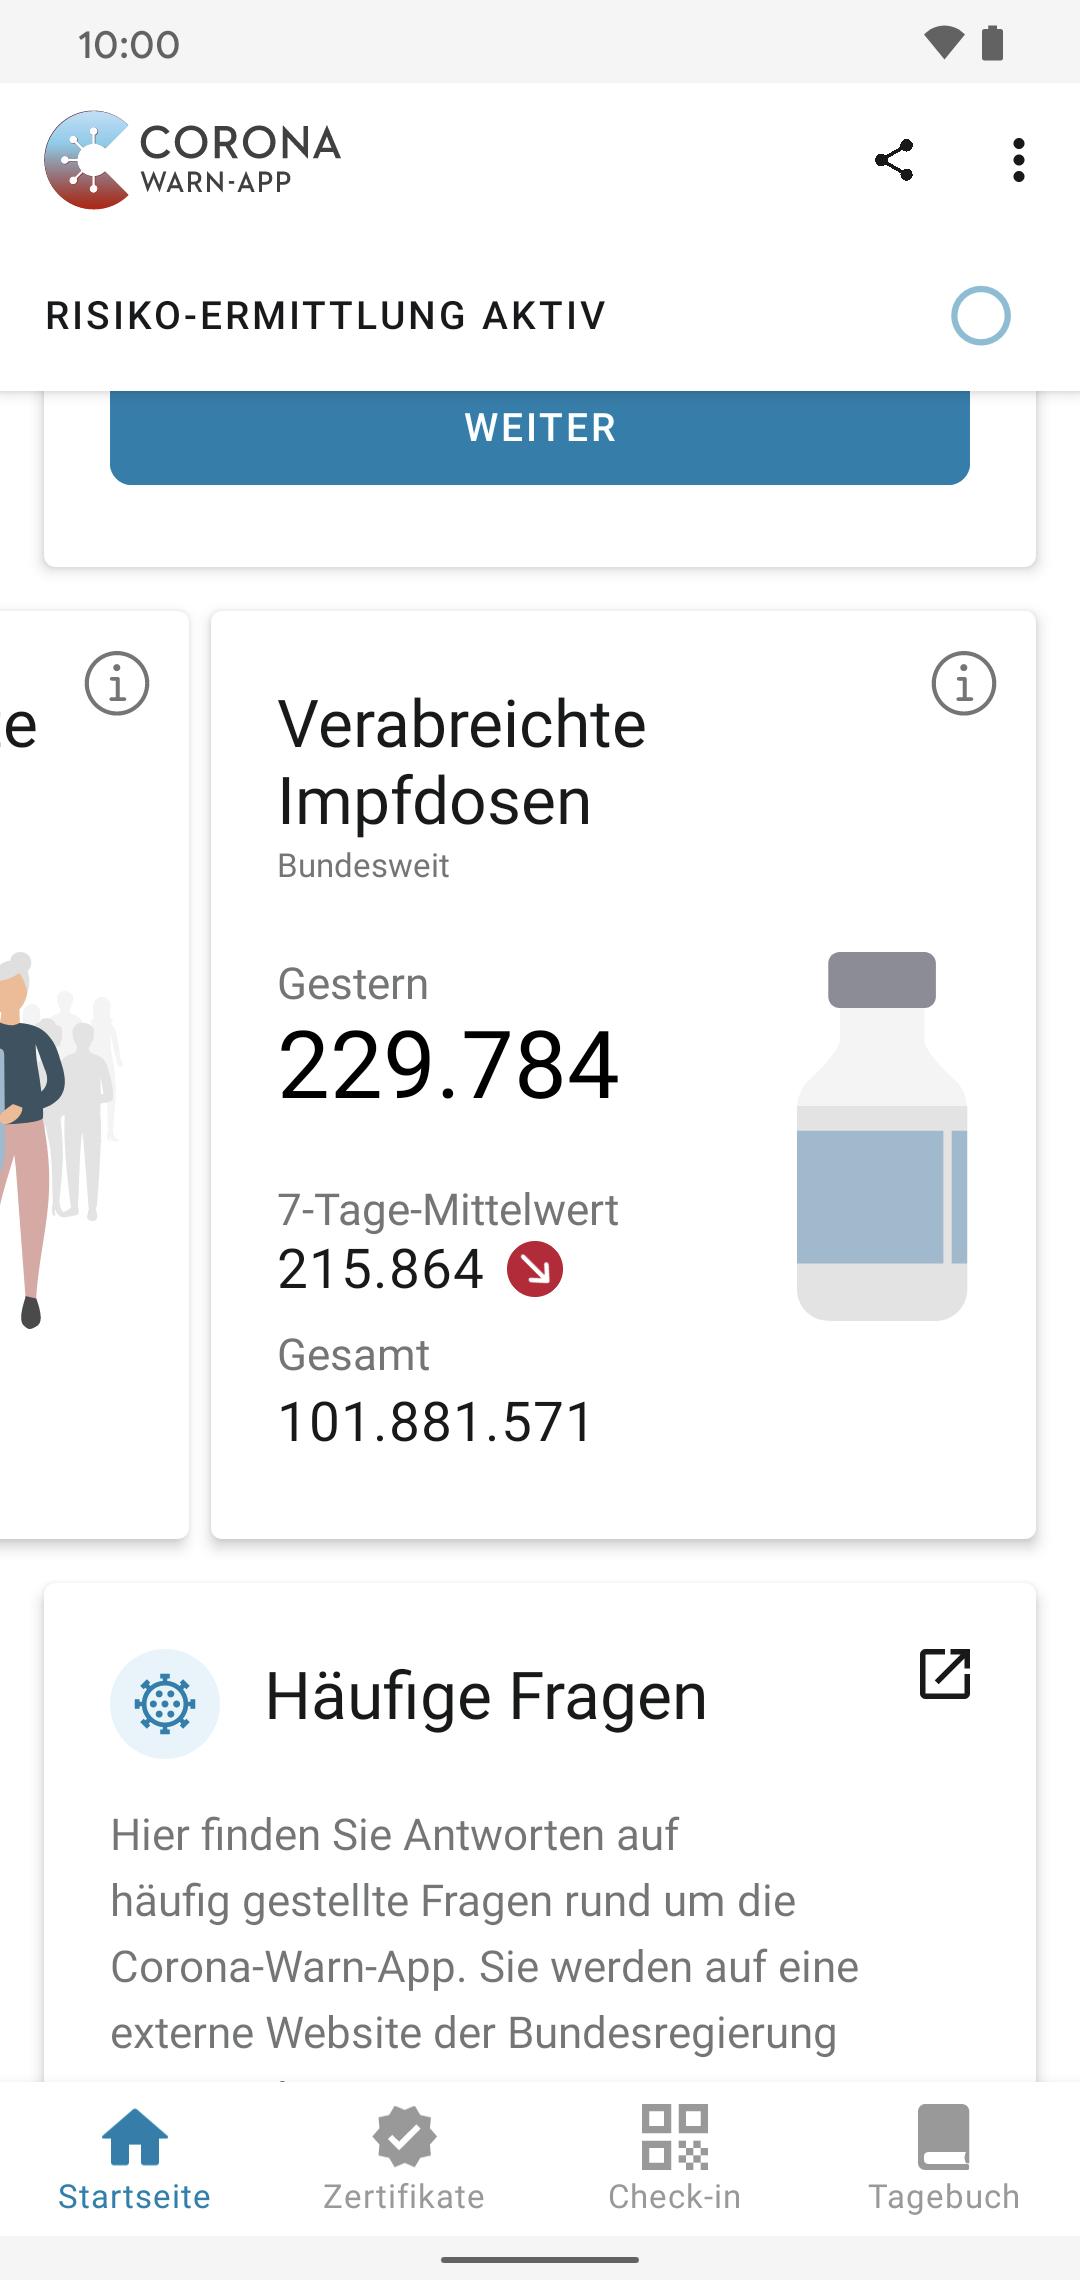 10:00
CORONA
WARN-APP
RISIKO-ERMITTLUNG AKTIV
WEITER
Verabreichte
Impfdosen
Bundesweit
Gestern
229.784
7-Tage-Mittelwert
215.864
Gesamt
101.881.571
Häufige Fragen
Hier finden Sie Antworten auf
häufig gestellte Fragen rund um die
Corona-Warn-App. Sie werden auf eine
externe Website der Bundesregierung
Startseite
Zertifikate
Check-in
Tagebuch